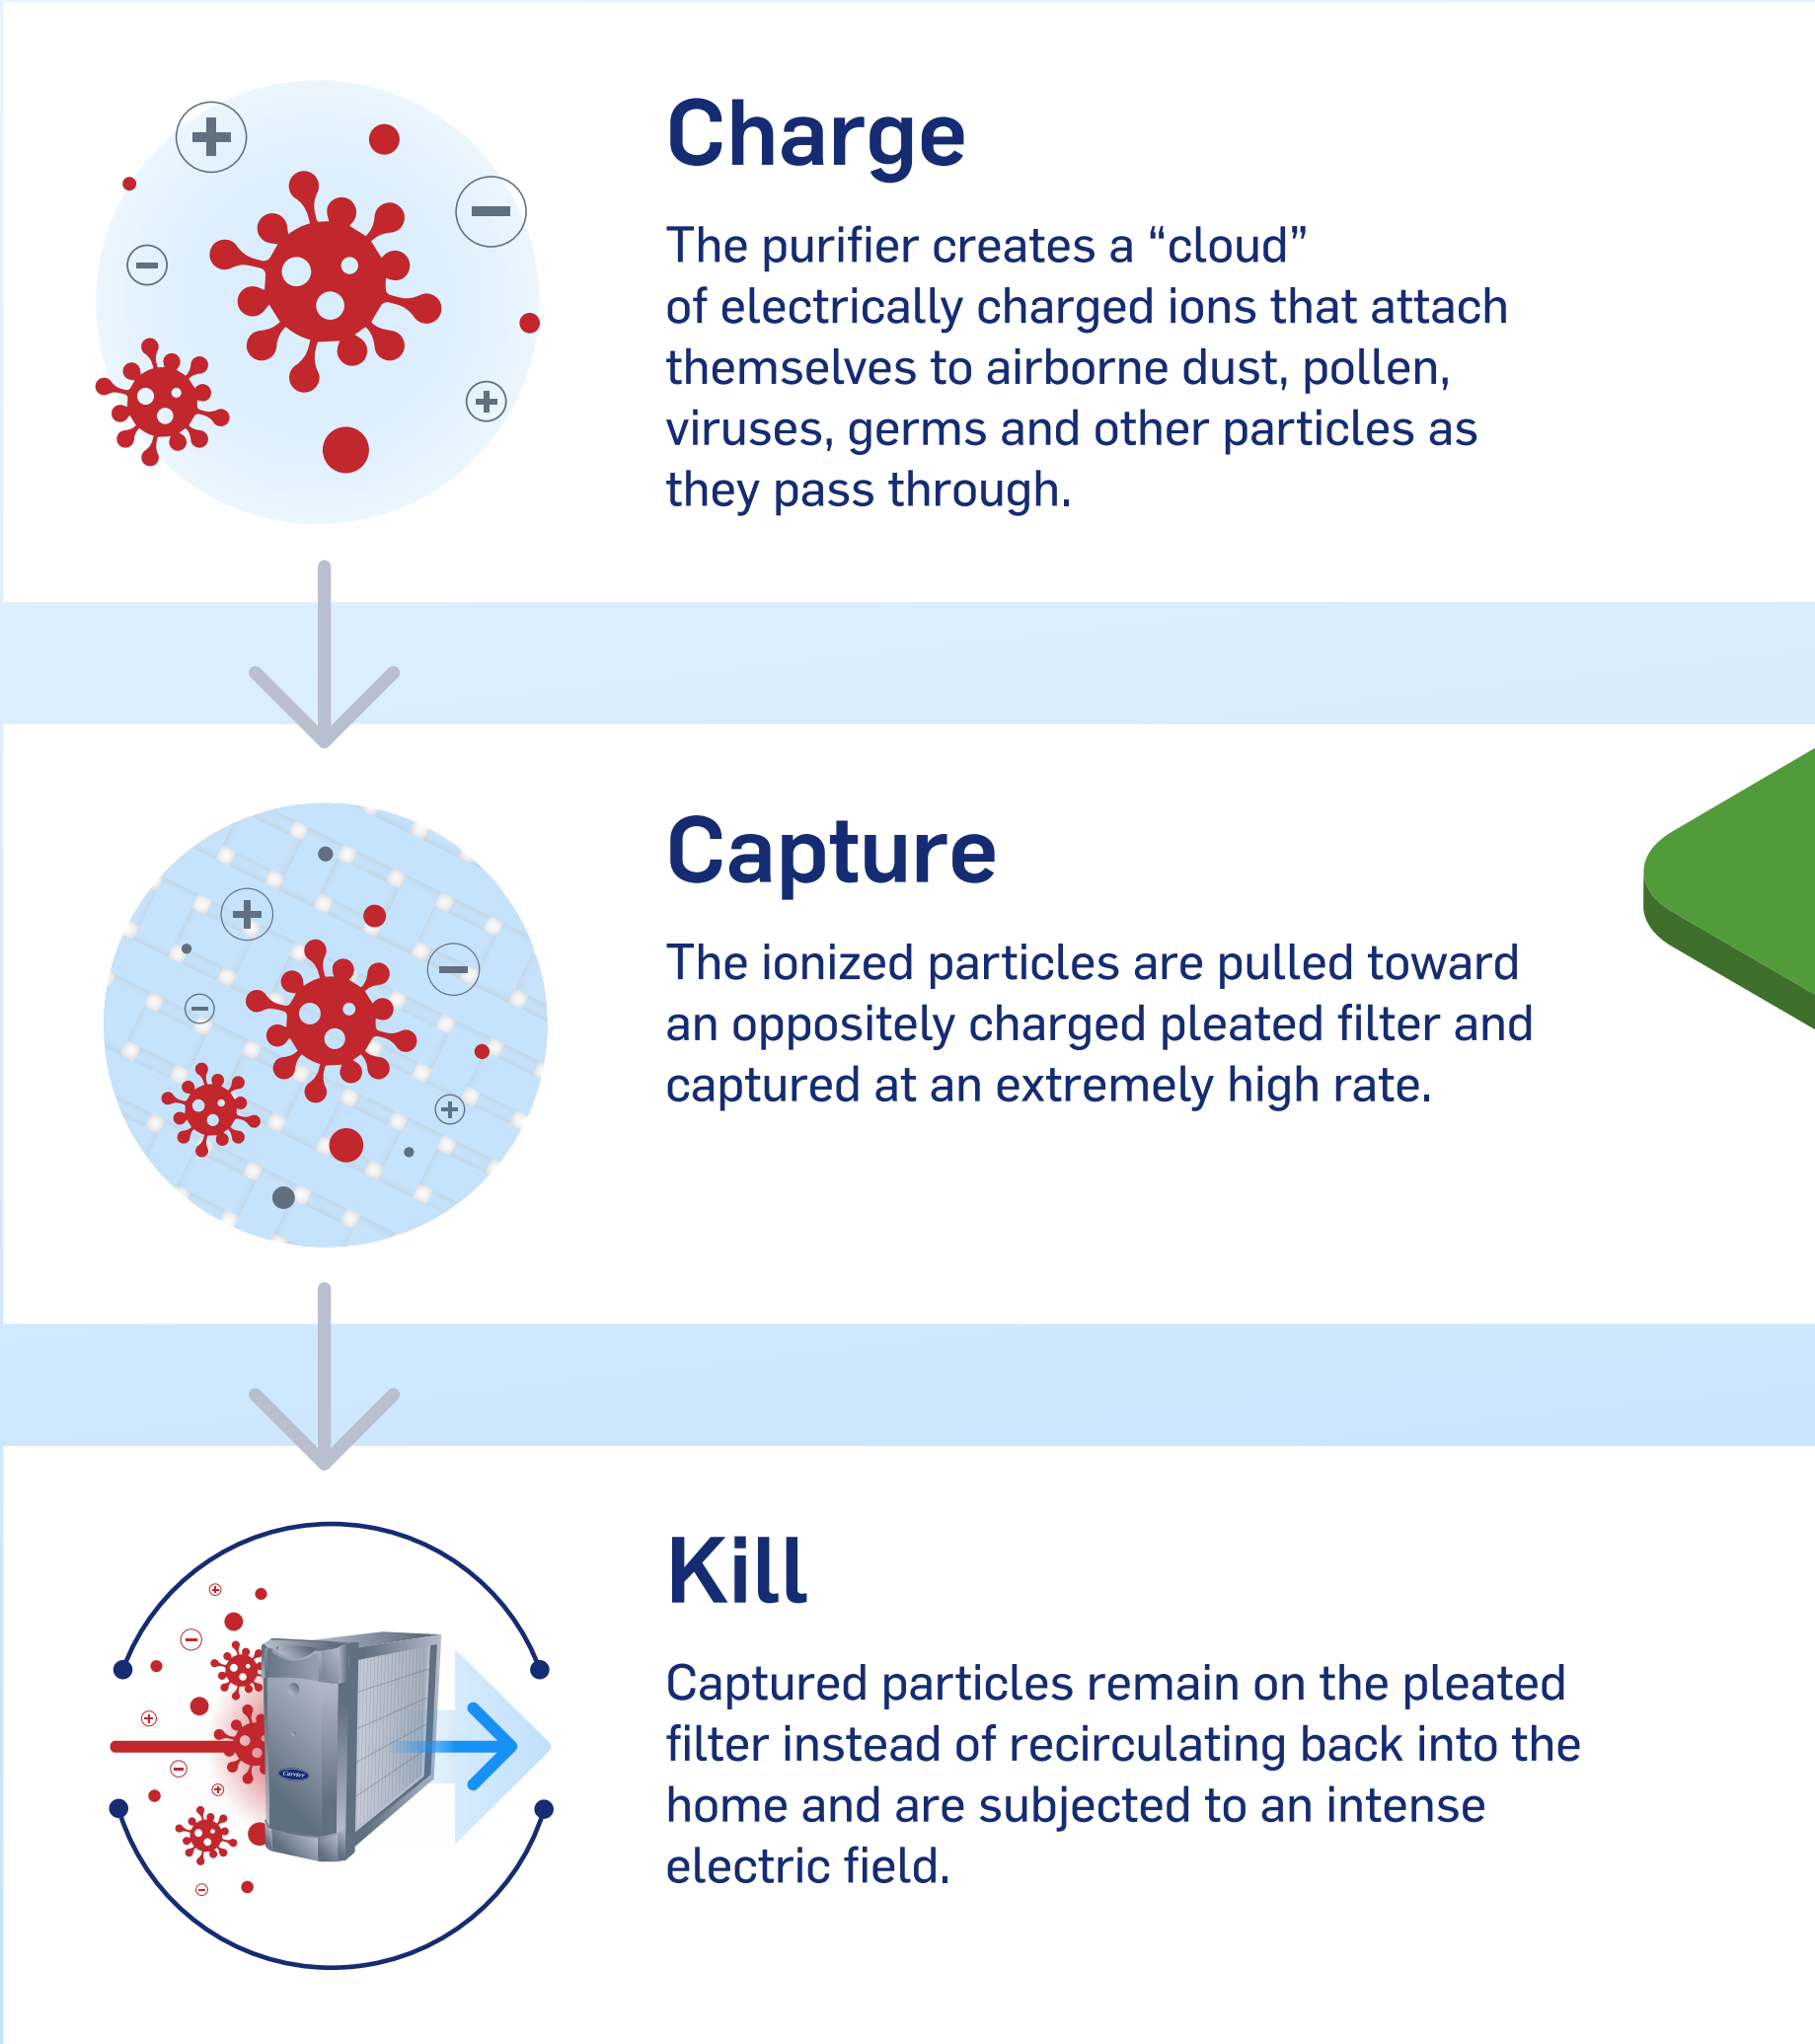 Charge
The purifier creates a “cloud”
of electrically charged ions that attach
themselves to airborne dust, pollen,
viruses, germs and other particles as
they pass through.
Capture
The ionized particles are pulled toward
an oppositely charged pleated filter and
captured at an extremely high rate.
Kill
Captured particles remain on the pleated
filter instead of recirculating back into the
home and are subjected to an intense
electric field.
Carrier